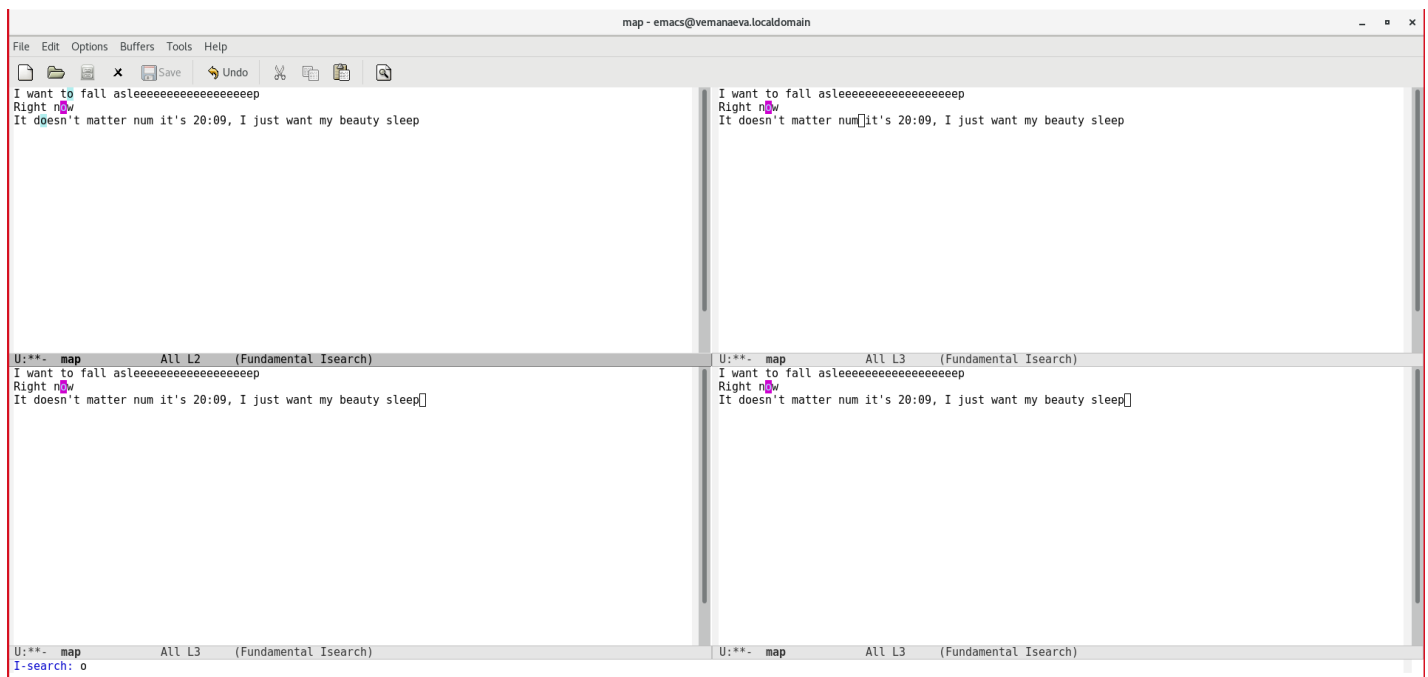 map - emacs@vemanaeva.localdomain
File Edit Options Buffers Tools Help
Save Undo
I want to fall asleeeeeeeeeeeeeeeeeep
Right now
It doesn't matter num it's 20:09, I just want my beauty sleep
U:**- map All L2 (Fundamental Isearch)
I want to fall asleeeeeeeeeeeeeeeeeep
Right now
It doesn't matter num it's 20:09, I just want my beauty sleep
U:**- map All L3 (Fundamental Isearch)
I want to fall asleeeeeeeeeeeeeeeeeep
Right now
It doesn't matter num it's 20:09, I just want my beauty sleep
U:**- map All L3 (Fundamental Isearch)
I want to fall asleeeeeeeeeeeeeeeeeep
Right now
It doesn't matter num it's 20:09, I just want my beauty sleep
U:**- map All L3 (Fundamental Isearch)
I-search: o